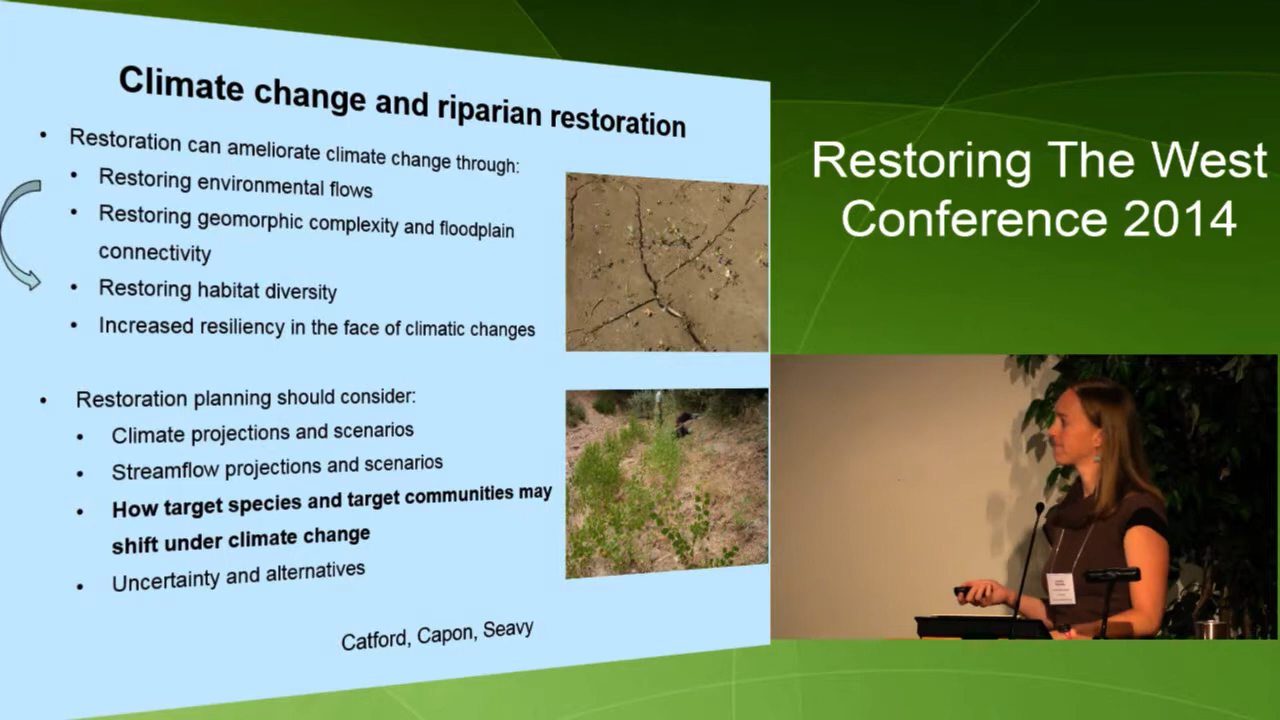 Climate change and riparian restoration
• Restoration can ameliorate climate change through:
• Restoring environmental flows
• Restoring geomorphic complexity and floodplain
connectivity
• Restoring habitat diversity
• Increased resiliency in the face of climatic changes
• Restoration planning should consider:
• Climate projections and scenarios
• Streamflow projections and scenarios
• How target species and target communities may
shift under climate change
• Uncertainty and alternatives
Catford, Capon, Seavy
Restoring The West
Conference 2014